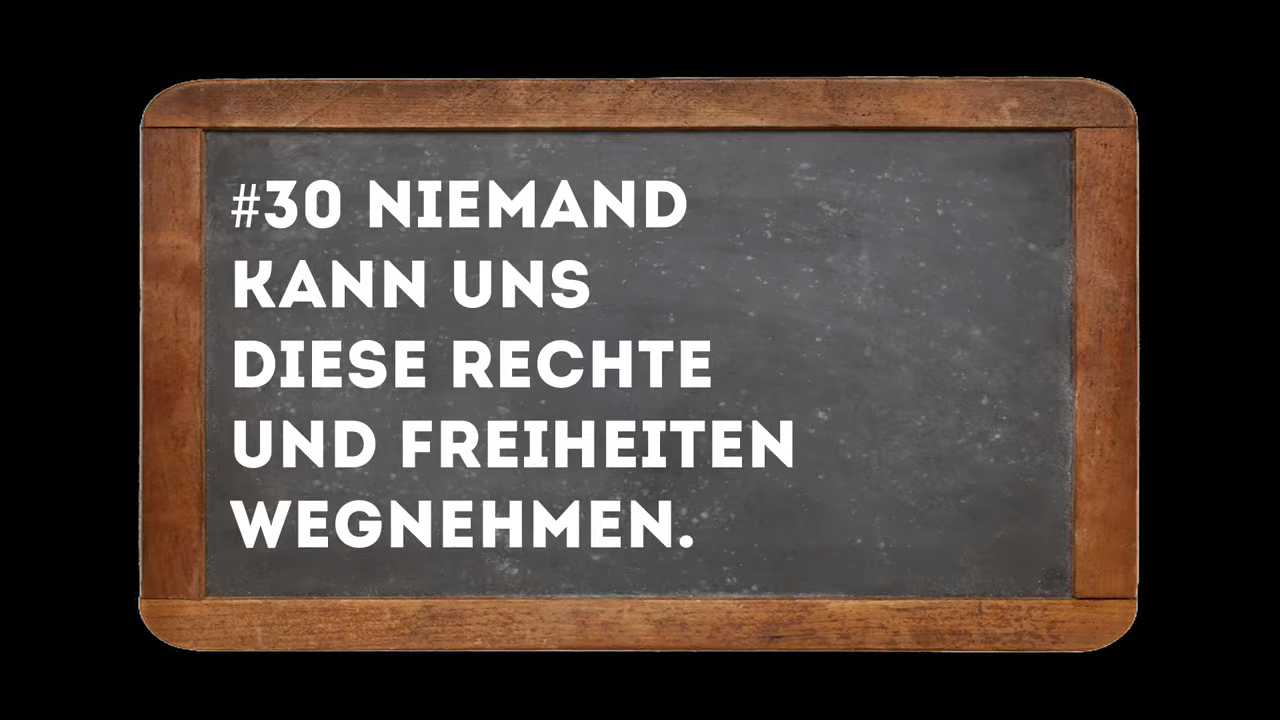 #30 NIEMAND
KANN UNS
DIESE RECHTE
UND FREIHEITEN
WEGNEHMEN.